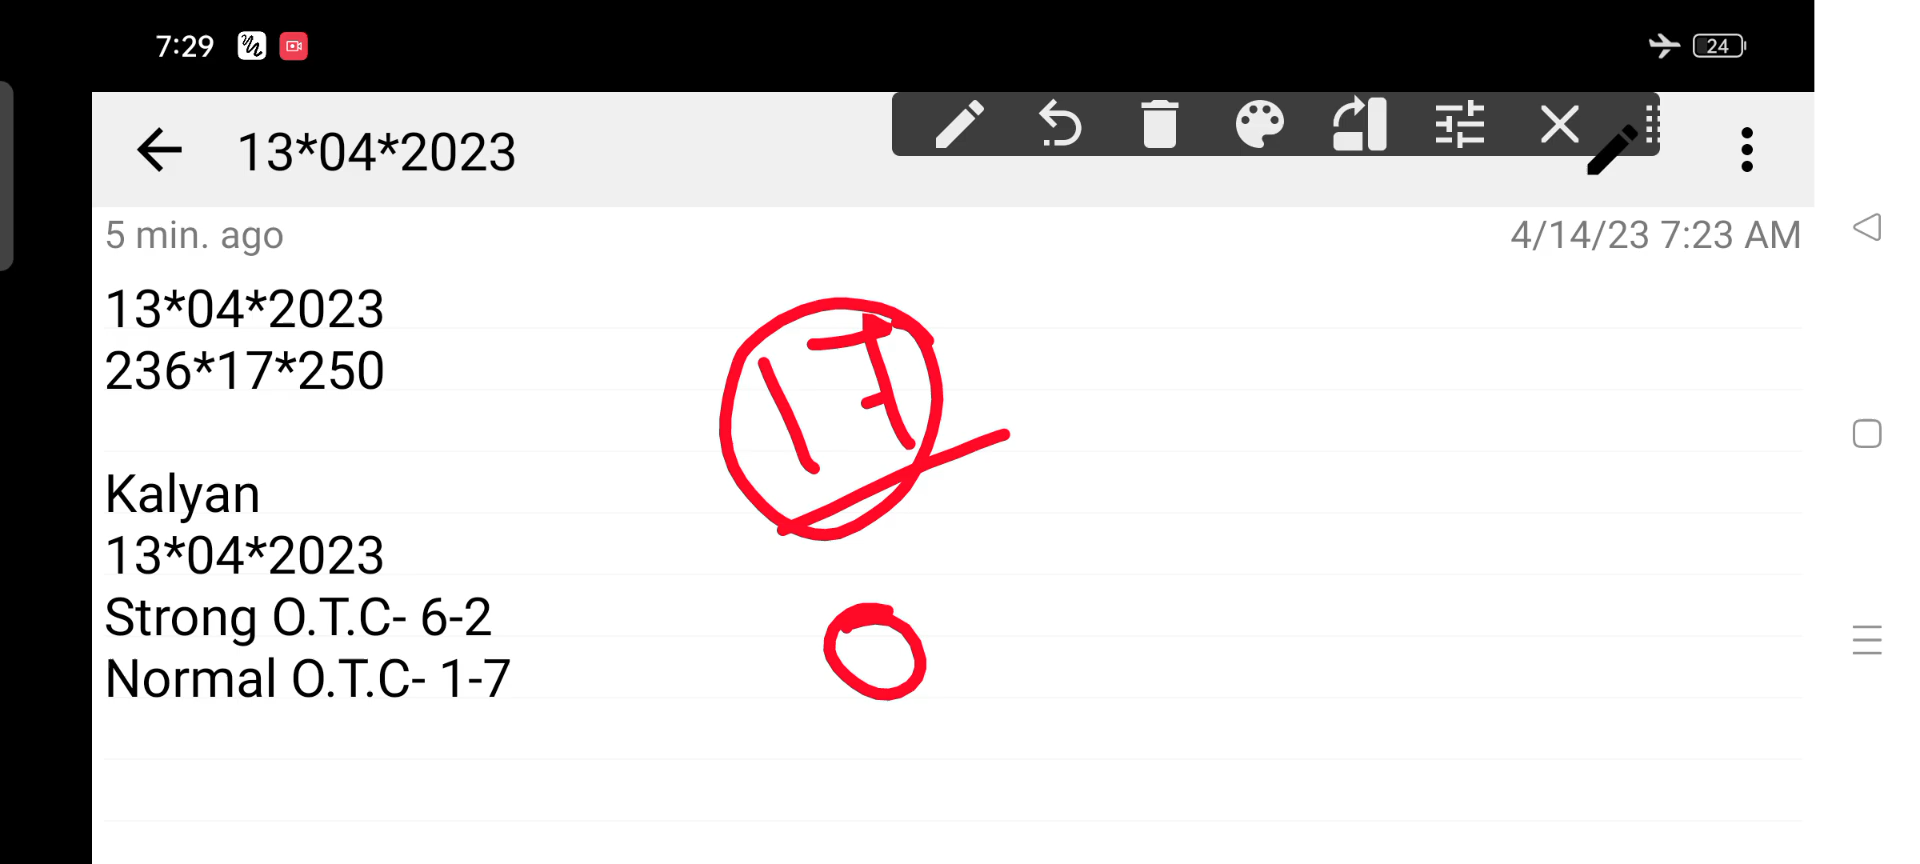 7:29
24
13*04*2023
5 min. ago
4/14/23 7:23 AM
13*04*2023
236*17*250
17
Kalyan
13*04*2023
Strong O.T.C- 6-2
0
Normal O.T.C- 1-7